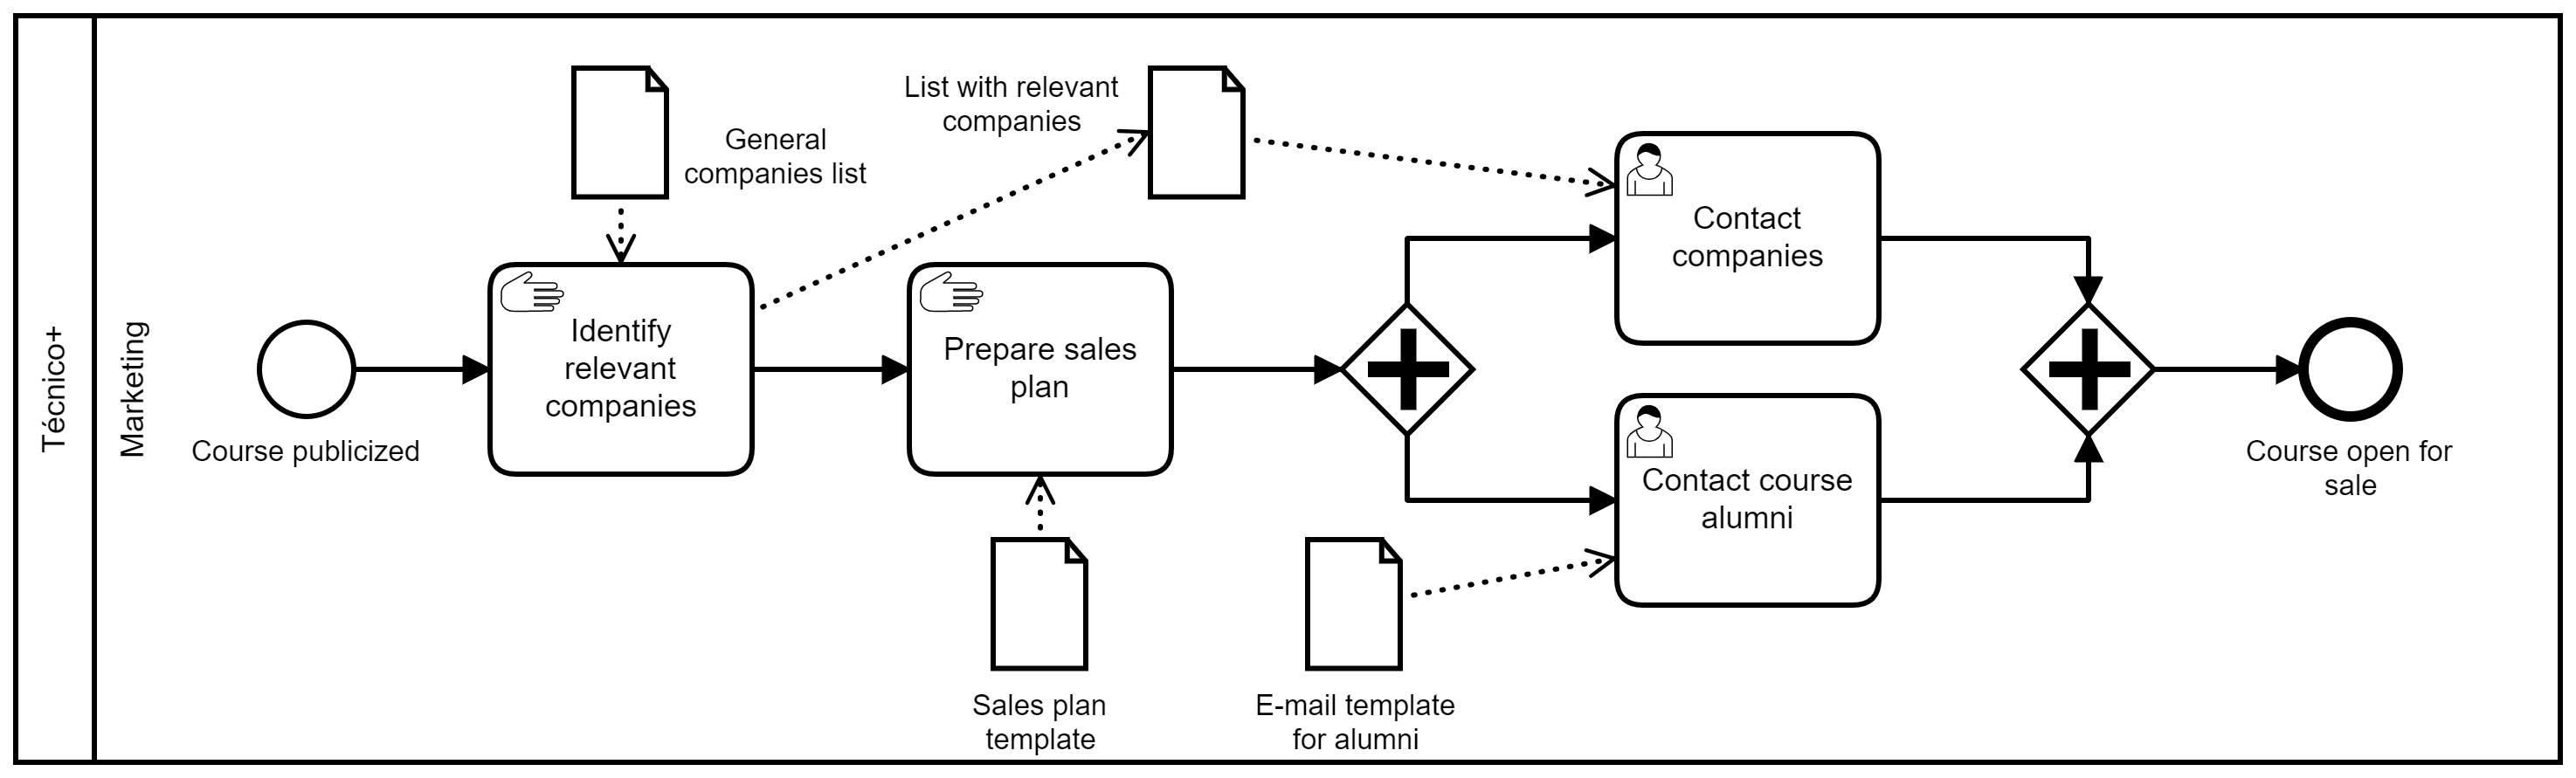 Técnico+
Marketing
Course publicized
General
companies list
Identify
relevant
companies
List with relevant
companies
Prepare sales
plan
Sales plan
template
E-mail template
for alumni
Contact
companies
Contact course
alumni
Course open for
sale